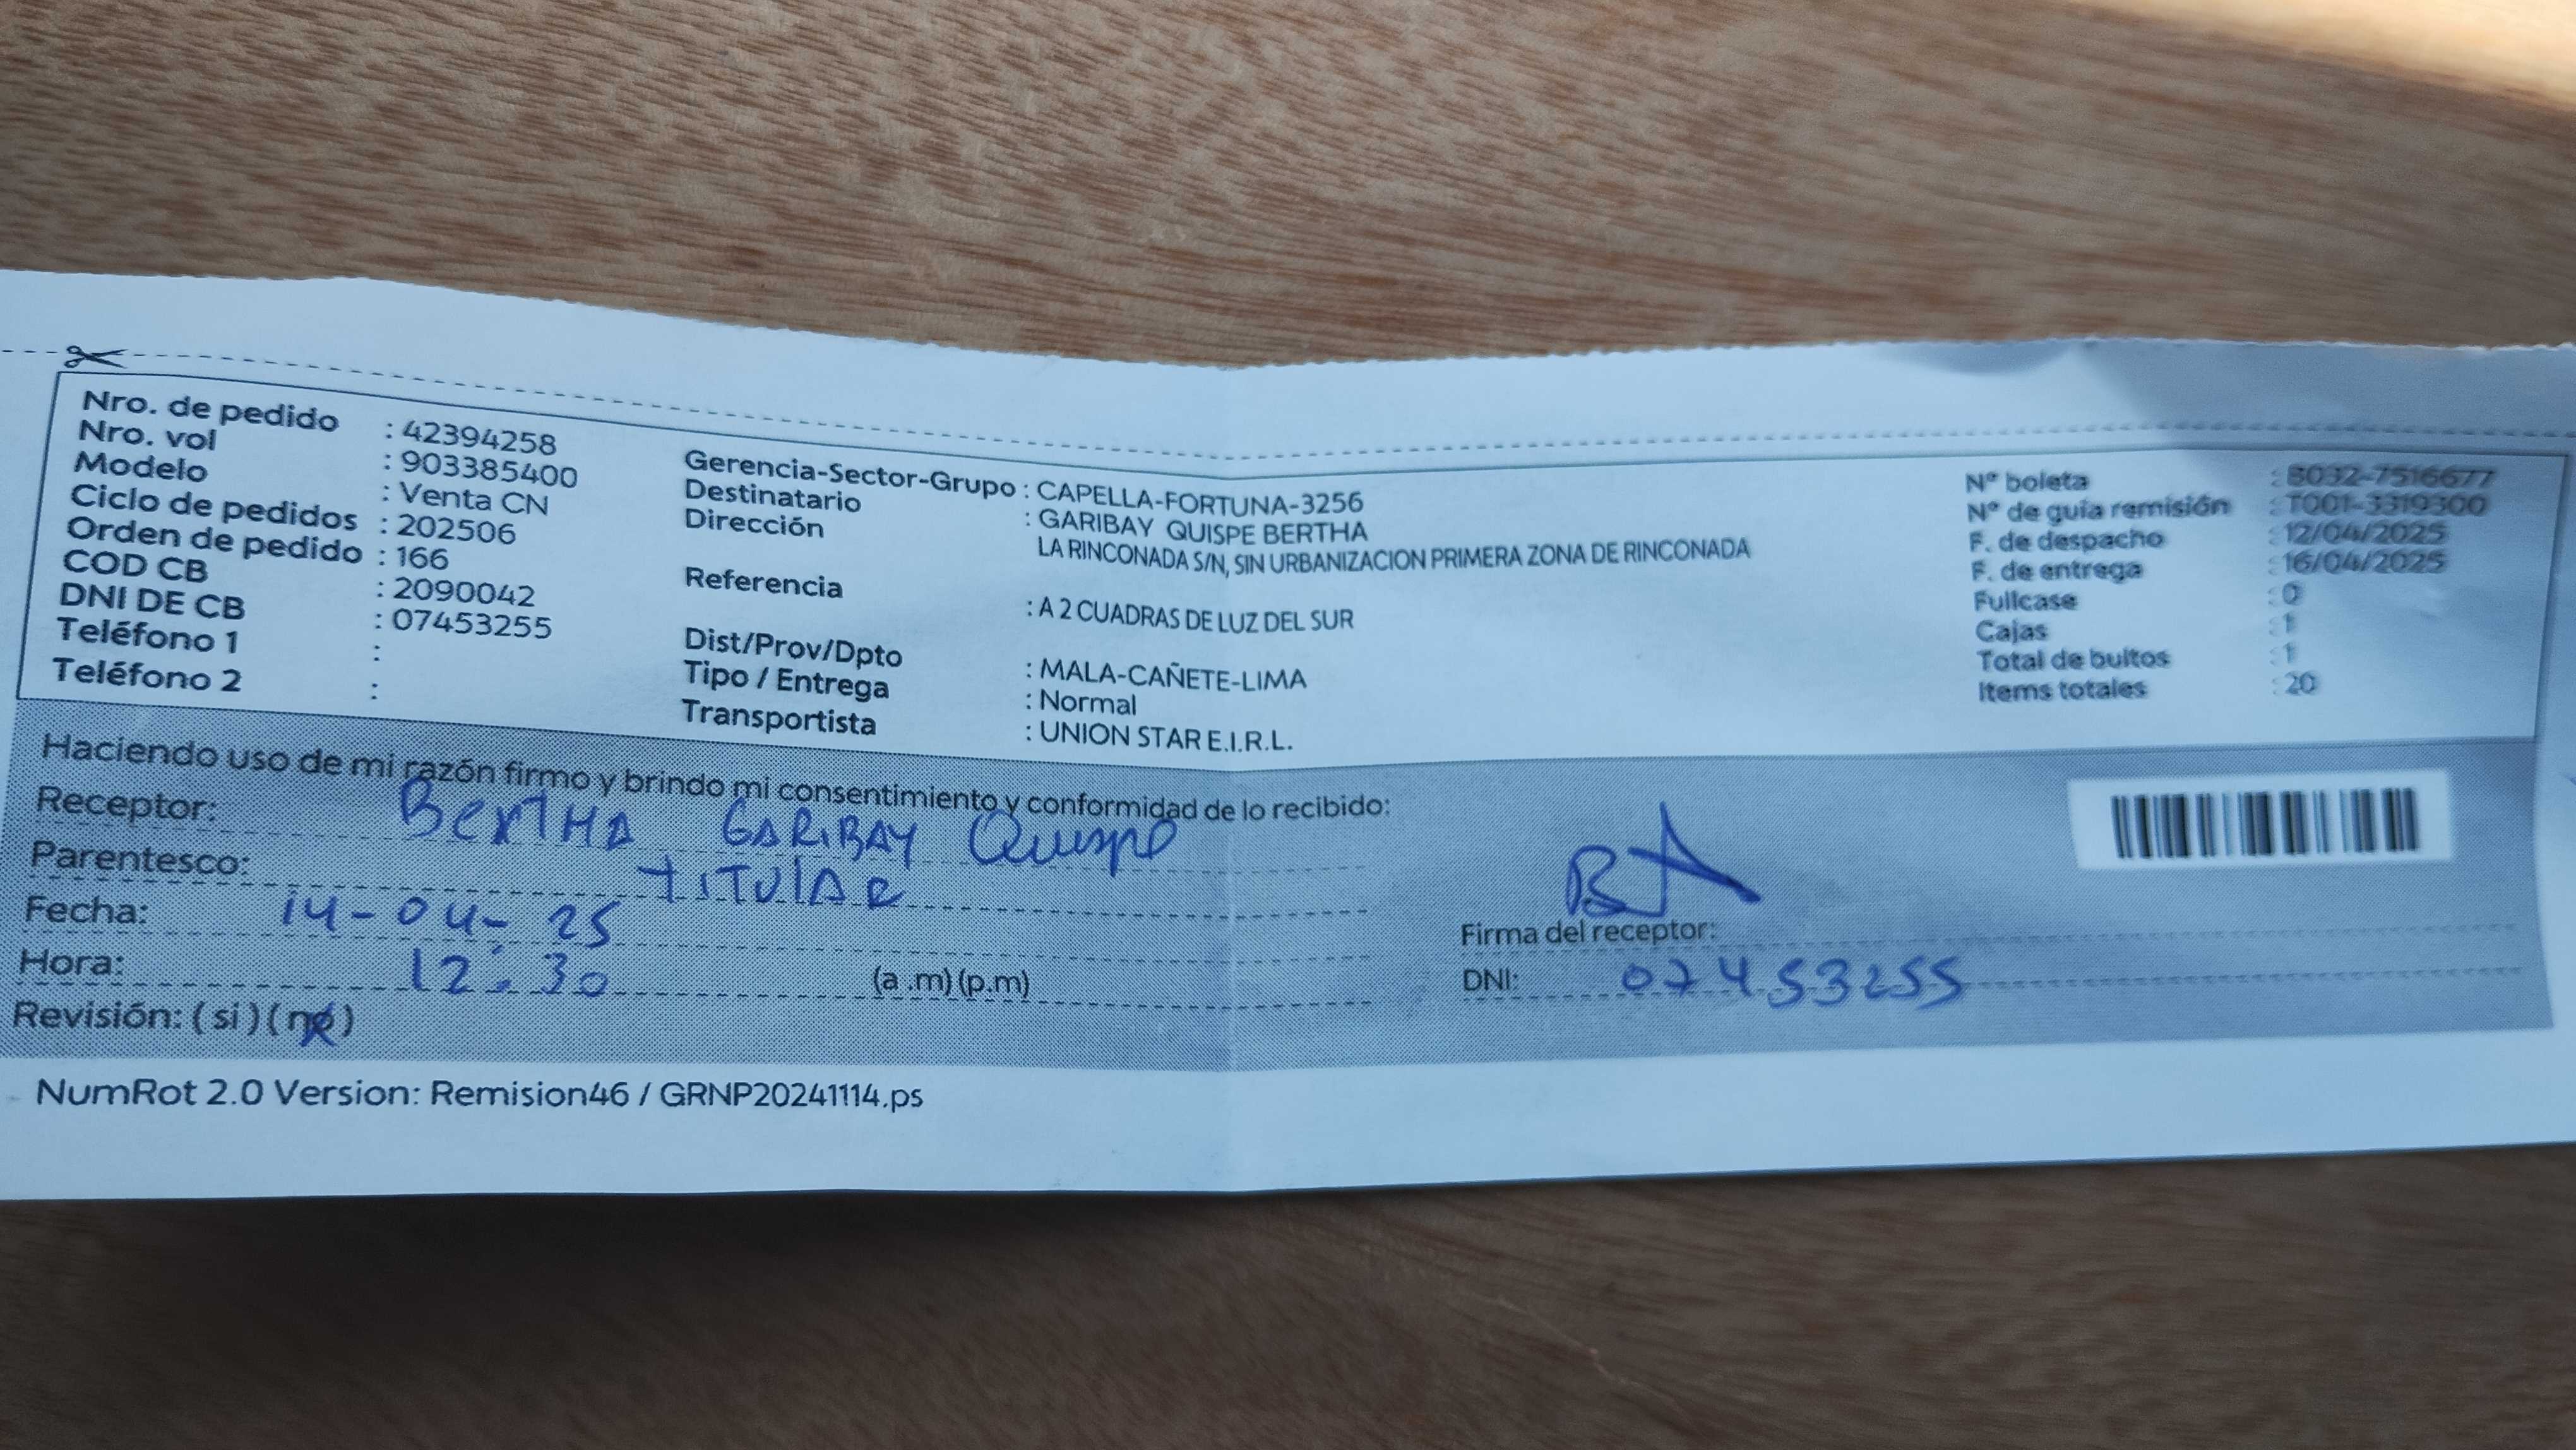 Nro. de pedido : 42394258
Nro. vol : 903385400
Modelo : Venta CN
Ciclo de pedidos : 202506
Orden de pedido : 166
COD CB : 2090042
DNI DE CB : 07453255
Teléfono 1 :
Teléfono 2 :
Gerencia-Sector-Grupo : CAPELLA-FORTUNA-3256
Destinatario : GARIBAY QUISPE BERTHA
Dirección LA RINCONADA S/N, SIN URBANIZACION PRIMERA ZONA DE RINCONADA
Referencia : A 2 CUADRAS DE LUZ DEL SUR
Dist/Prov/Dpto : MALA-CAÑETE-LIMA
Tipo / Entrega : Normal
Transportista : UNION STAR E.I.R.L.
N° boleta : B032-7516677
N° de guía remisión : T001-3319300
F. de despacho : 12/04/2025
F. de entrega : 16/04/2025
Fullcase : 0
Cajas : 1
Total de bultos : 1
Items totales : 20
Haciendo uso de mi razón firmo y brindo mi consentimiento y conformidad de lo recibido:
Receptor: BertHA GARIBAY Quispe
Parentesco: tITUlAR
Fecha: 14-04-25
Hora: 12:30 (a .m) (p.m)
Revisión: ( si ) ( no )
Firma del receptor: BA
DNI: 07453255
NumRot 2.0 Version: Remision46 / GRNP20241114.ps